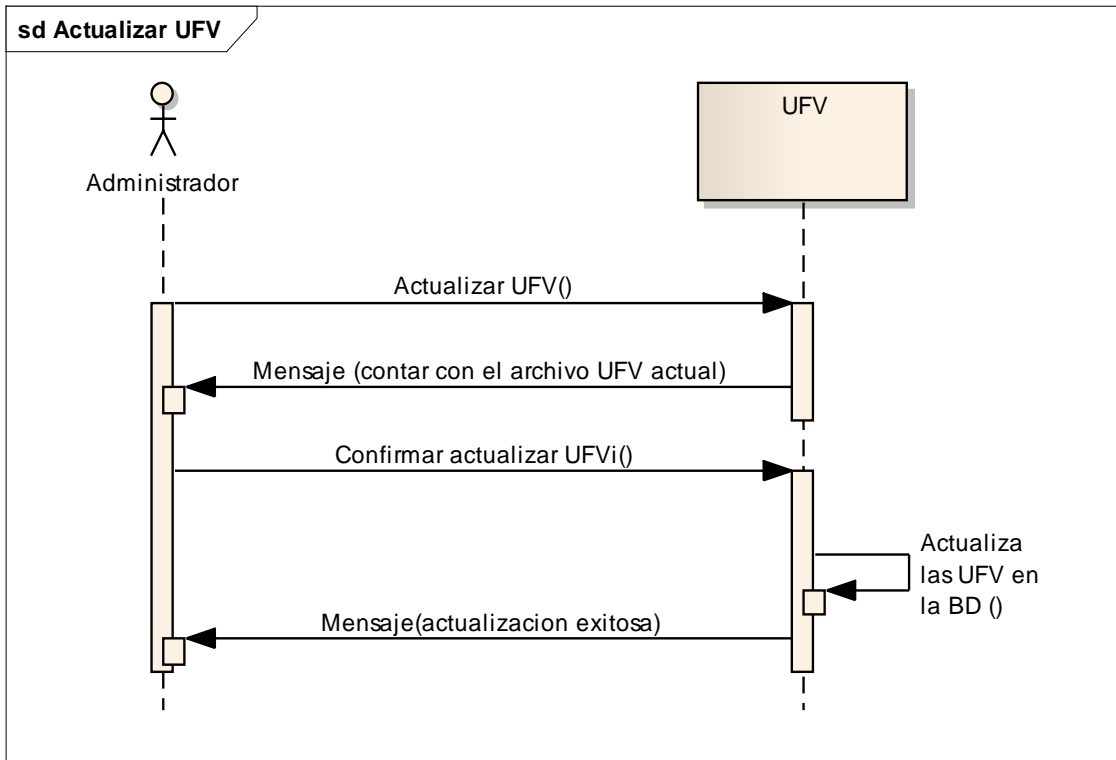 sd Actualizar UFV
UFV
Administrador
Actualizar UFV()
Mensaje (contar con el archivo UFV actual)
Confirmar actualizar UFVi()
Actualiza
las UFV en
la BD ()
Mensaje(actualizacion exitosa)